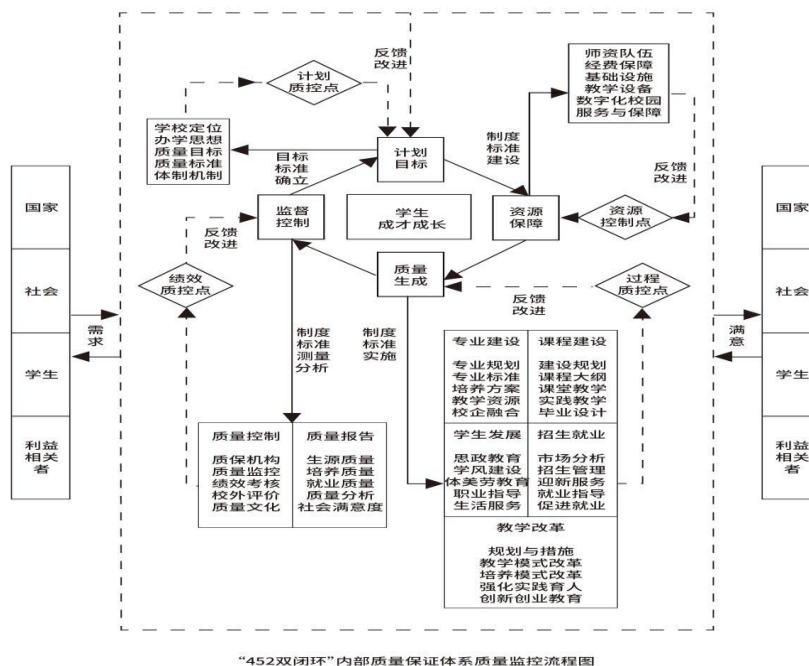 反馈
改进
计划
质控点
师资队伍
经费保障
基础设施
教学设备
数字化校园
服务与保障
学校定位
办学思想
质量目标
质量标准
体制机制
目标
标准
确立
计划
目标
制度
标准
建设
反馈
改进
国家
社会
学生
利益
相关
者
需求
反馈
改进
监督
控制
学生
成才成长
资源
保障
资源
控制点
绩效
质控点
质量
生成
反馈
改进
过程
质控点
制度
标准
测量
分析
制度
标准
实施
专业建设
专业规划
专业标准
培养方案
教学资源
校企融合
课程建设
建设规划
课程大纲
课堂教学
实践教学
毕业设计
质量控制
质保机构
质量监控
绩效考核
校外评价
质量文化
质量报告
生源质量
培养质量
就业质量
质量分析
社会满意度
学生发展
思政教育
学风建设
体美劳教育
职业指导
生活服务
招生就业
市场分析
招生管理
迎新服务
就业指导
促进就业
教学改革
规划与措施
教学模式改革
培养模式改革
强化实践育人
创新创业教育
满意
国家
社会
学生
利益
相关
者
“452双闭环”内部质量保证体系质量监控流程图